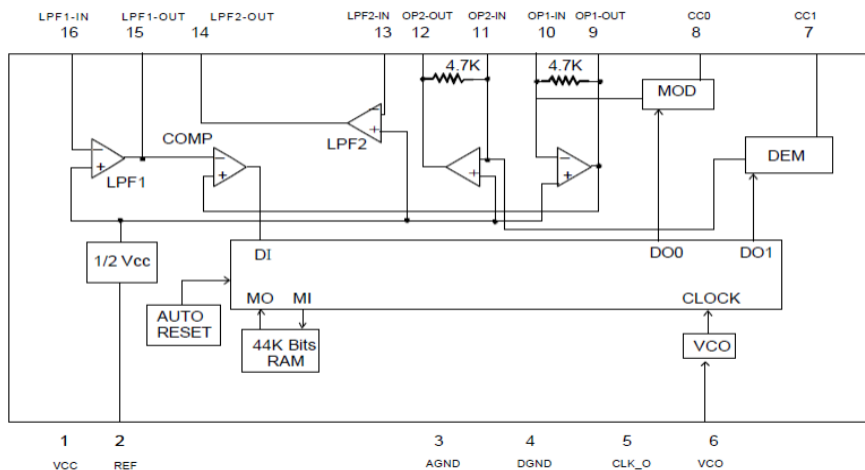 LPF1-IN LPF1-OUT LPF2-OUT LPF2-IN OP2-OUT OP2-IN OP1-IN OP1-OUT CC0 CC1
16 15 14 13 12 11 10 9 8 7
4.7K 4.7K
MOD
COMP
LPF2
DEM
LPF1
- + - + - + - + - +
1/2 Vcc
DI DO0 DO1
MO MI CLOCK
AUTO
RESET
44K Bits
RAM
VCO
1 2 3 4 5 6
VCC REF AGND DGND CLK_O VCO